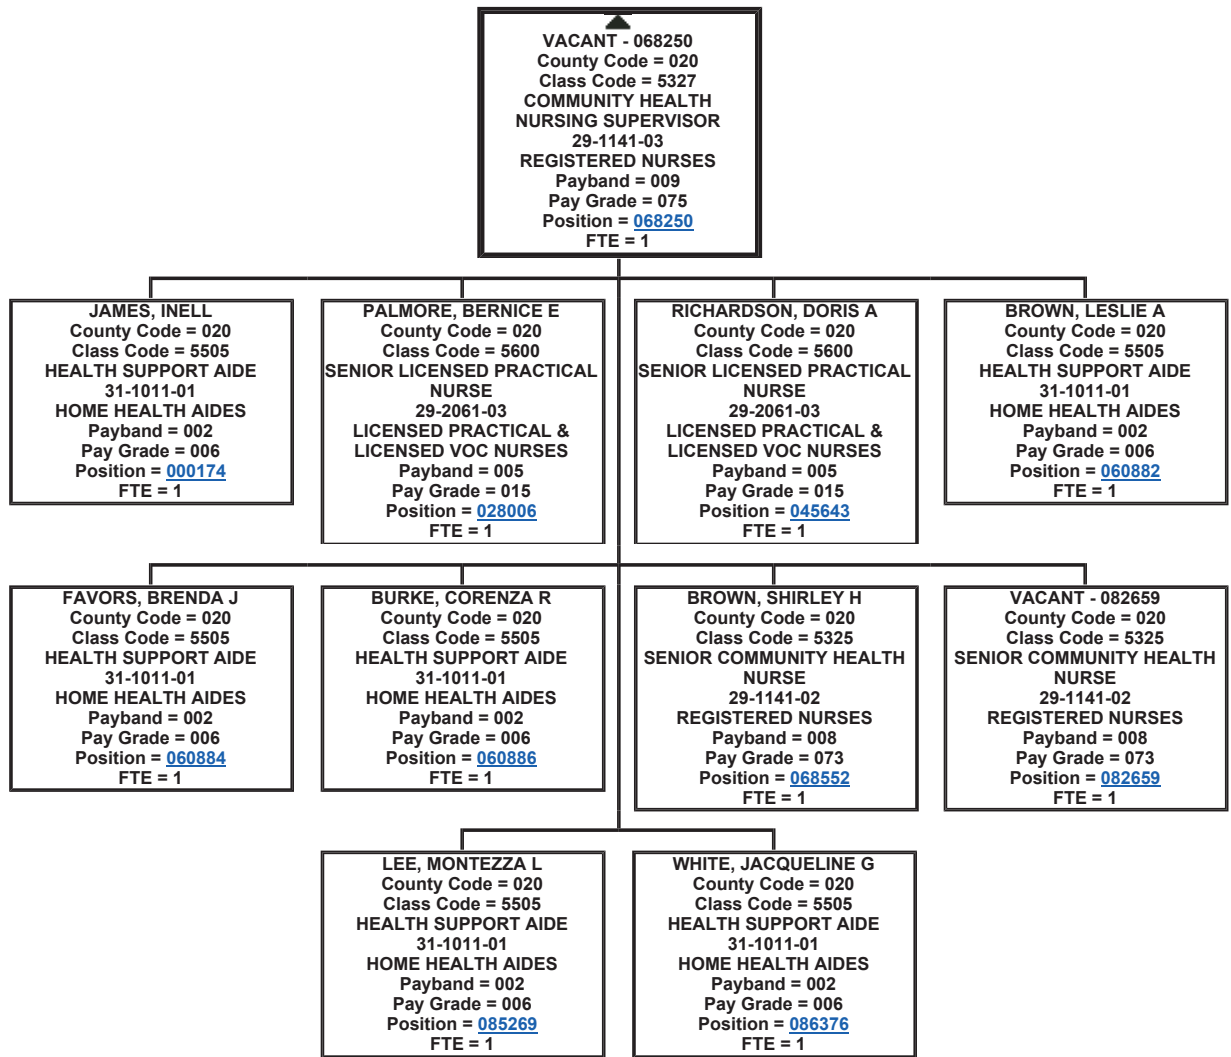 VACANT - 068250
County Code = 020
Class Code = 5327
COMMUNITY HEALTH
NURSING SUPERVISOR
29-1141-03
REGISTERED NURSES
Payband = 009
Pay Grade = 075
Position = 068250
FTE = 1
JAMES, INELL
County Code = 020
Class Code = 5505
HEALTH SUPPORT AIDE
31-1011-01
HOME HEALTH AIDES
Payband = 002
Pay Grade = 006
Position = 000174
FTE = 1
PALMORE, BERNICE E
County Code = 020
Class Code = 5600
SENIOR LICENSED PRACTICAL
NURSE
29-2061-03
LICENSED PRACTICAL &
LICENSED VOC NURSES
Payband = 005
Pay Grade = 015
Position = 028006
FTE = 1
RICHARDSON, DORIS A
County Code = 020
Class Code = 5600
SENIOR LICENSED PRACTICAL
NURSE
29-2061-03
LICENSED PRACTICAL &
LICENSED VOC NURSES
Payband = 005
Pay Grade = 015
Position = 045643
FTE = 1
BROWN, LESLIE A
County Code = 020
Class Code = 5505
HEALTH SUPPORT AIDE
31-1011-01
HOME HEALTH AIDES
Payband = 002
Pay Grade = 006
Position = 060882
FTE = 1
FAVORS, BRENDA J
County Code = 020
Class Code = 5505
HEALTH SUPPORT AIDE
31-1011-01
HOME HEALTH AIDES
Payband = 002
Pay Grade = 006
Position = 060884
FTE = 1
BURKE, CORENZA R
County Code = 020
Class Code = 5505
HEALTH SUPPORT AIDE
31-1011-01
HOME HEALTH AIDES
Payband = 002
Pay Grade = 006
Position = 060886
FTE = 1
BROWN, SHIRLEY H
County Code = 020
Class Code = 5325
SENIOR COMMUNITY HEALTH
NURSE
29-1141-02
REGISTERED NURSES
Payband = 008
Pay Grade = 073
Position = 068552
FTE = 1
VACANT - 082659
County Code = 020
Class Code = 5325
SENIOR COMMUNITY HEALTH
NURSE
29-1141-02
REGISTERED NURSES
Payband = 008
Pay Grade = 073
Position = 082659
FTE = 1
LEE, MONTEZZA L
County Code = 020
Class Code = 5505
HEALTH SUPPORT AIDE
31-1011-01
HOME HEALTH AIDES
Payband = 002
Pay Grade = 006
Position = 085269
FTE = 1
WHITE, JACQUELINE G
County Code = 020
Class Code = 5505
HEALTH SUPPORT AIDE
31-1011-01
HOME HEALTH AIDES
Payband = 002
Pay Grade = 006
Position = 086376
FTE = 1